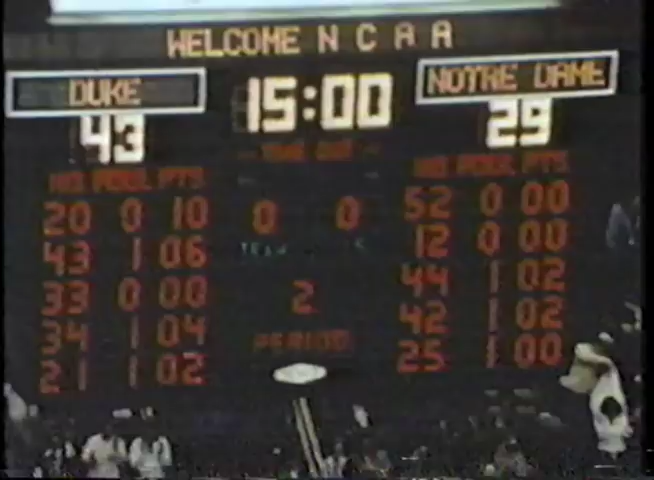 WELCOME N C A A
DUKE 15:00 NOTRE DAME
43 29
TIME OUT
NO. FOUL PTS NO. FOUL PTS
20 0 10 0 0 52 0 00
43 1 06 12 0 00
33 0 00 2 44 1 02
34 1 04 PERIOD 42 1 02
21 1 02 25 1 00